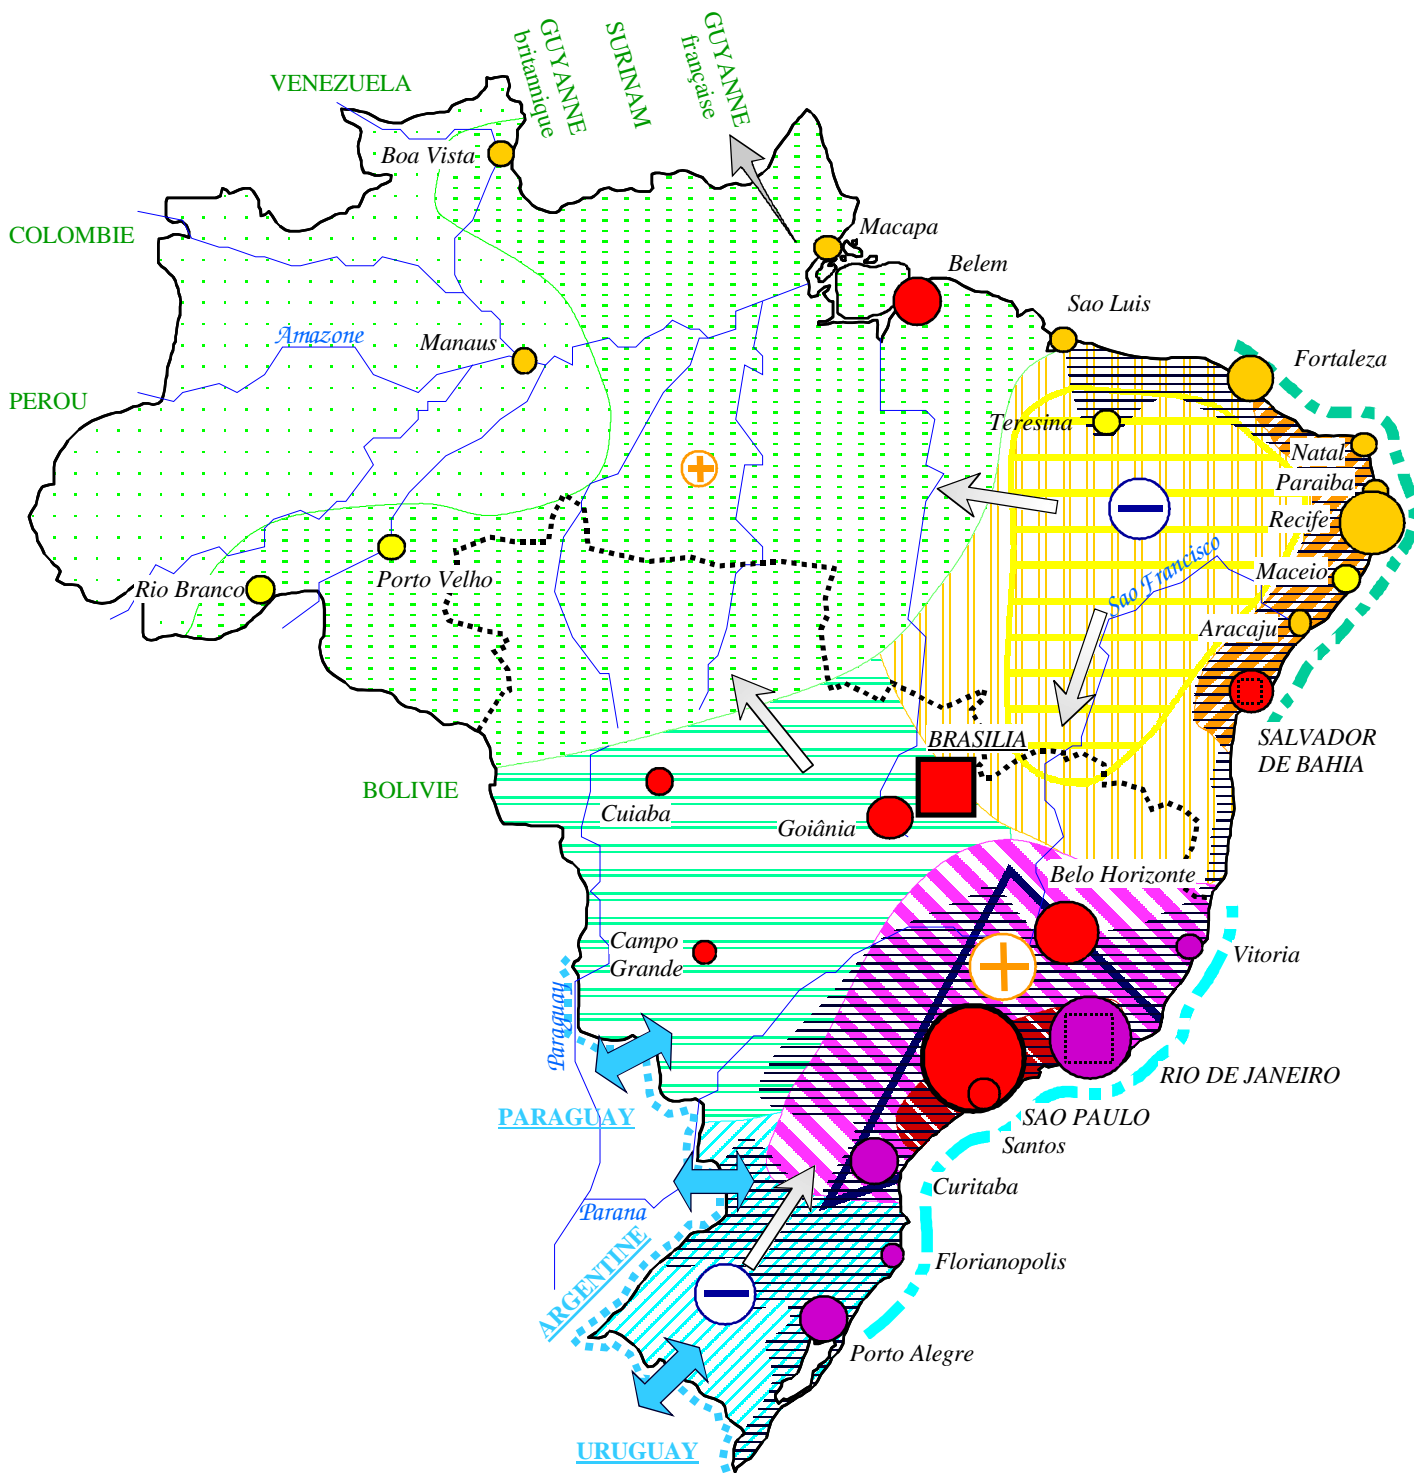 GUYANNE
britannique
SURINAM
GUYANNE
française
VENEZUELA
Boa Vista
COLOMBIE
Macapa
Belem
Sao Luis
Amazone
Manaus
Fortaleza
PEROU
Teresina
Natal
Paraiba
Recife
Sao Francisco
Maceio
Porto Velho
Rio Branco
Aracaju
BRASILIA
SALVADOR
DE BAHIA
BOLIVIE
Cuiaba
Goiânia
Belo Horizonte
Campo
Grande
Vitoria
Paraguay
RIO DE JANEIRO
PARAGUAY
SAO PAULO
Santos
Curitaba
Parana
ARGENTINE
Florianopolis
Porto Alegre
URUGUAY